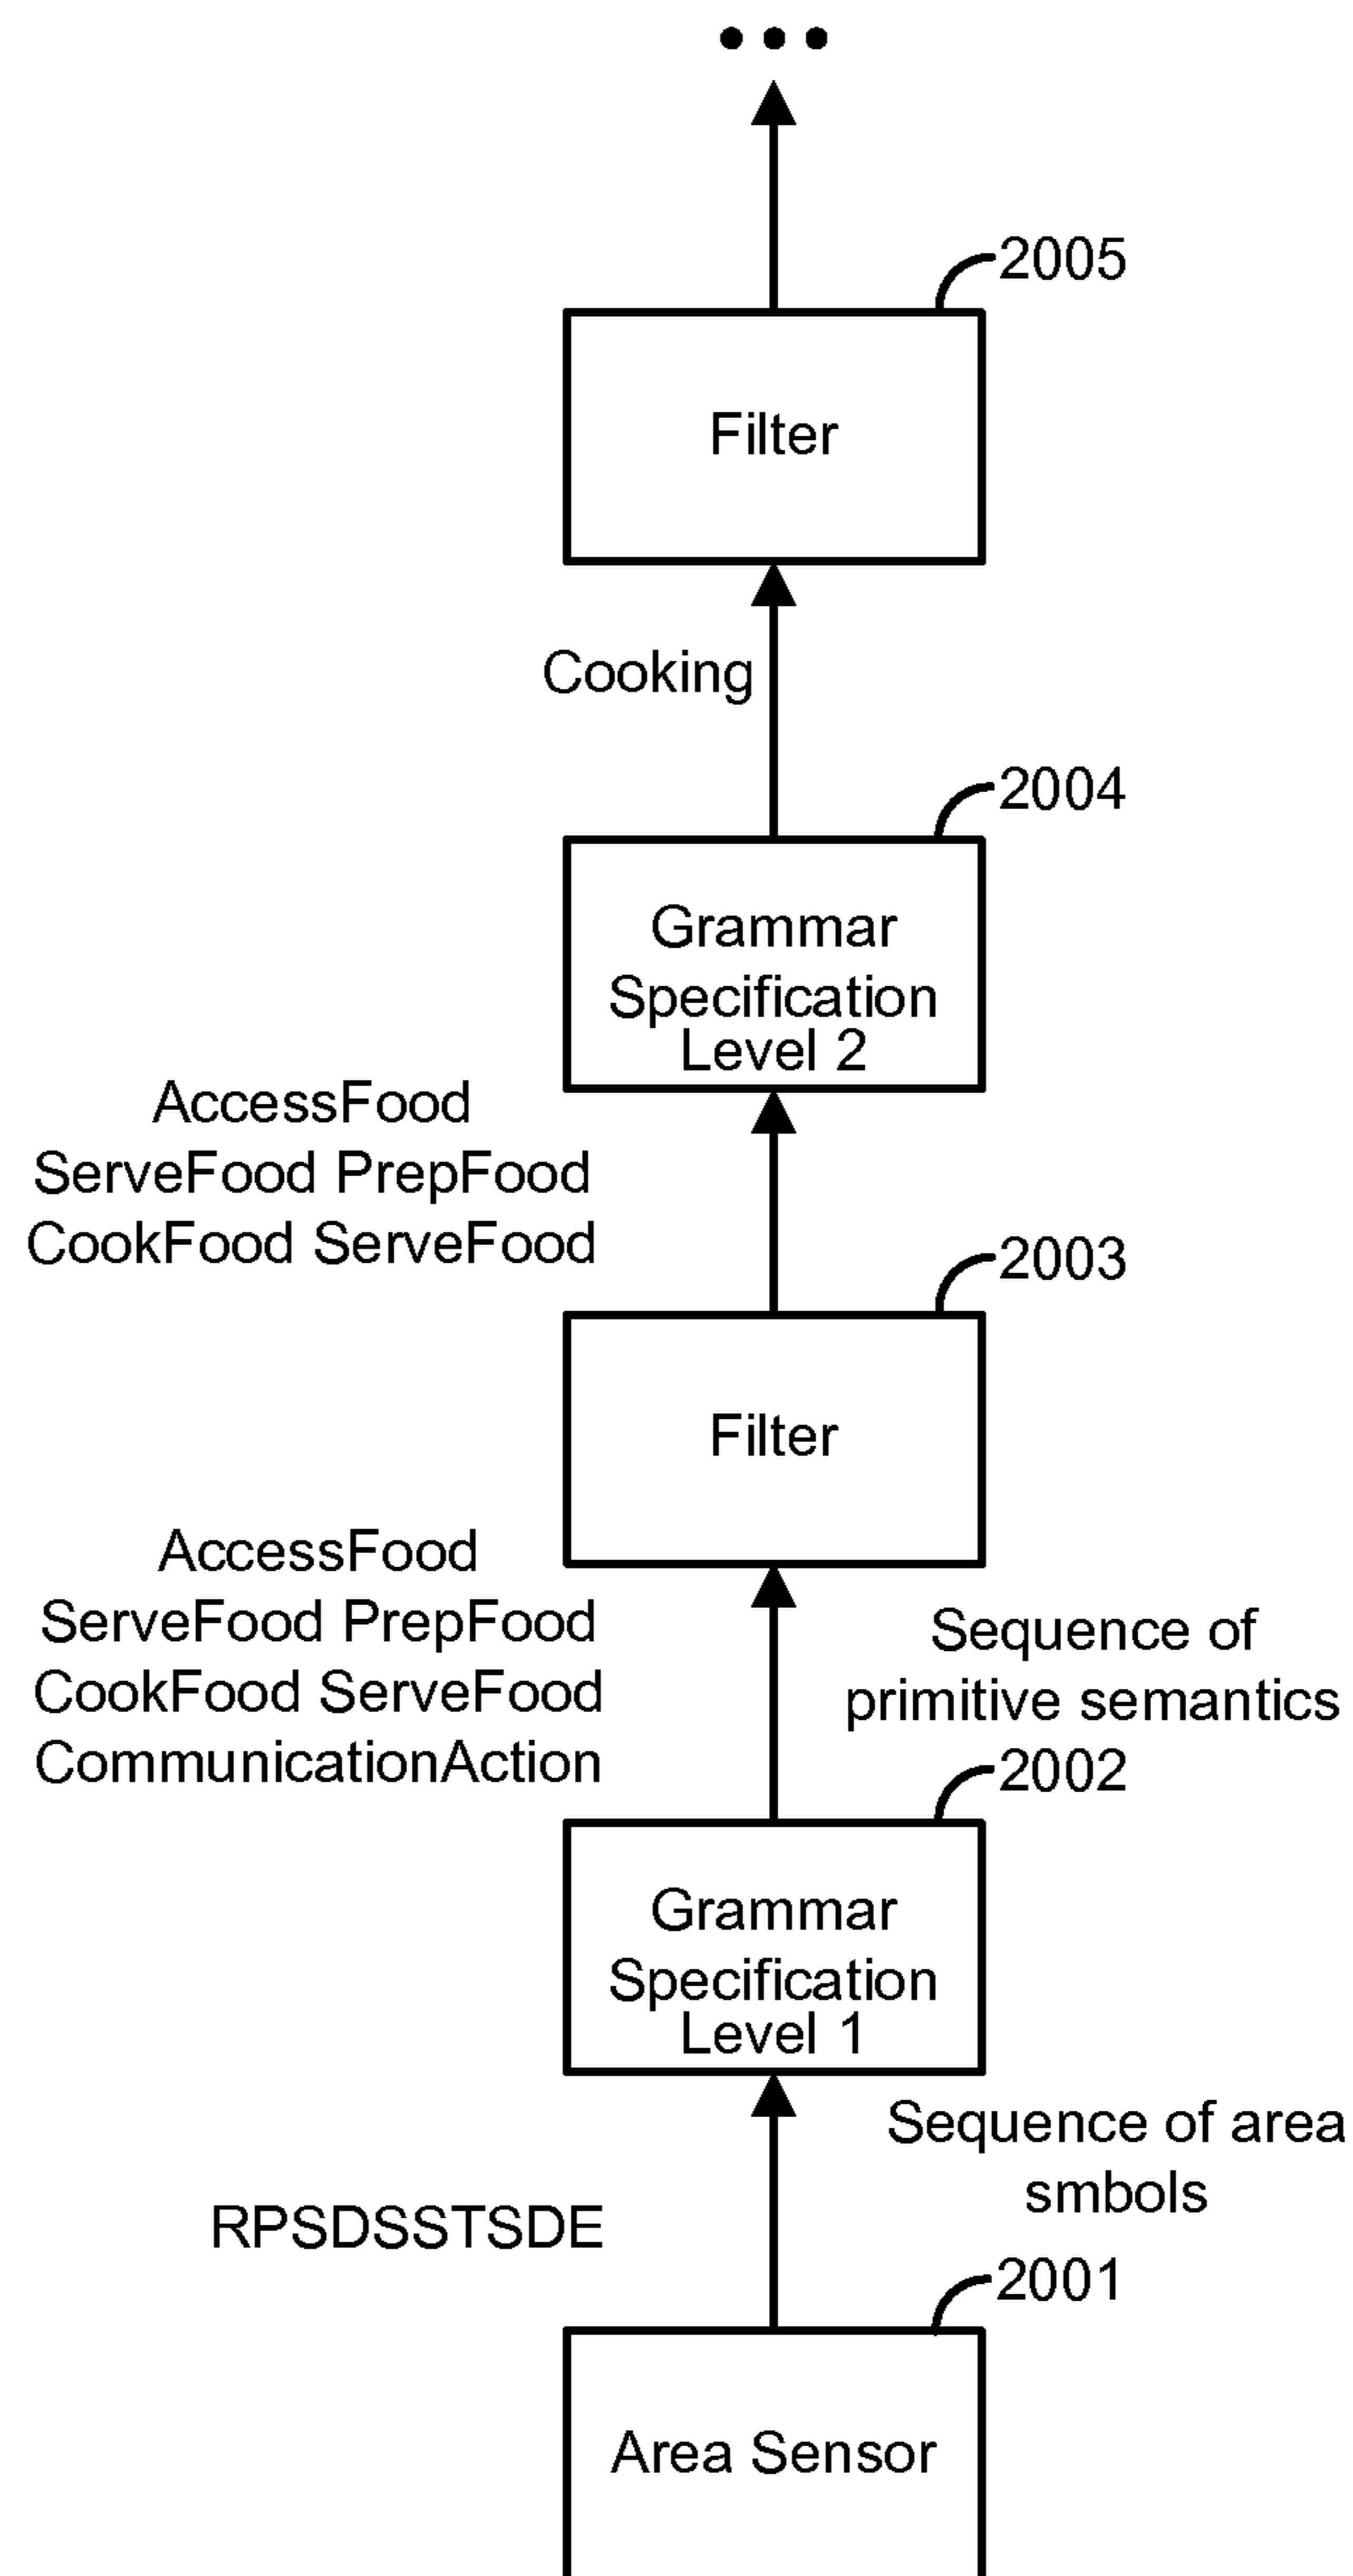 2005
Filter
Cooking
2004
Grammar
Specification
Level 2
AccessFood
ServeFood PrepFood
CookFood ServeFood
2003
Filter
AccessFood
ServeFood PrepFood
CookFood ServeFood
CommunicationAction
Sequence of
primitive semantics
2002
Grammar
Specification
Level 1
Sequence of area
smbols
RPSDSSTSDE
2001
Area Sensor